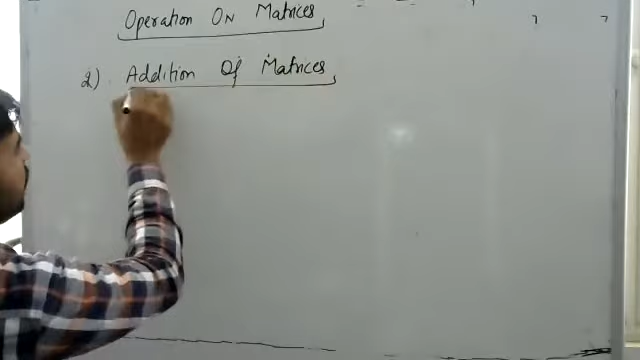 Operation On Matrices
2) Addition Of Matrices